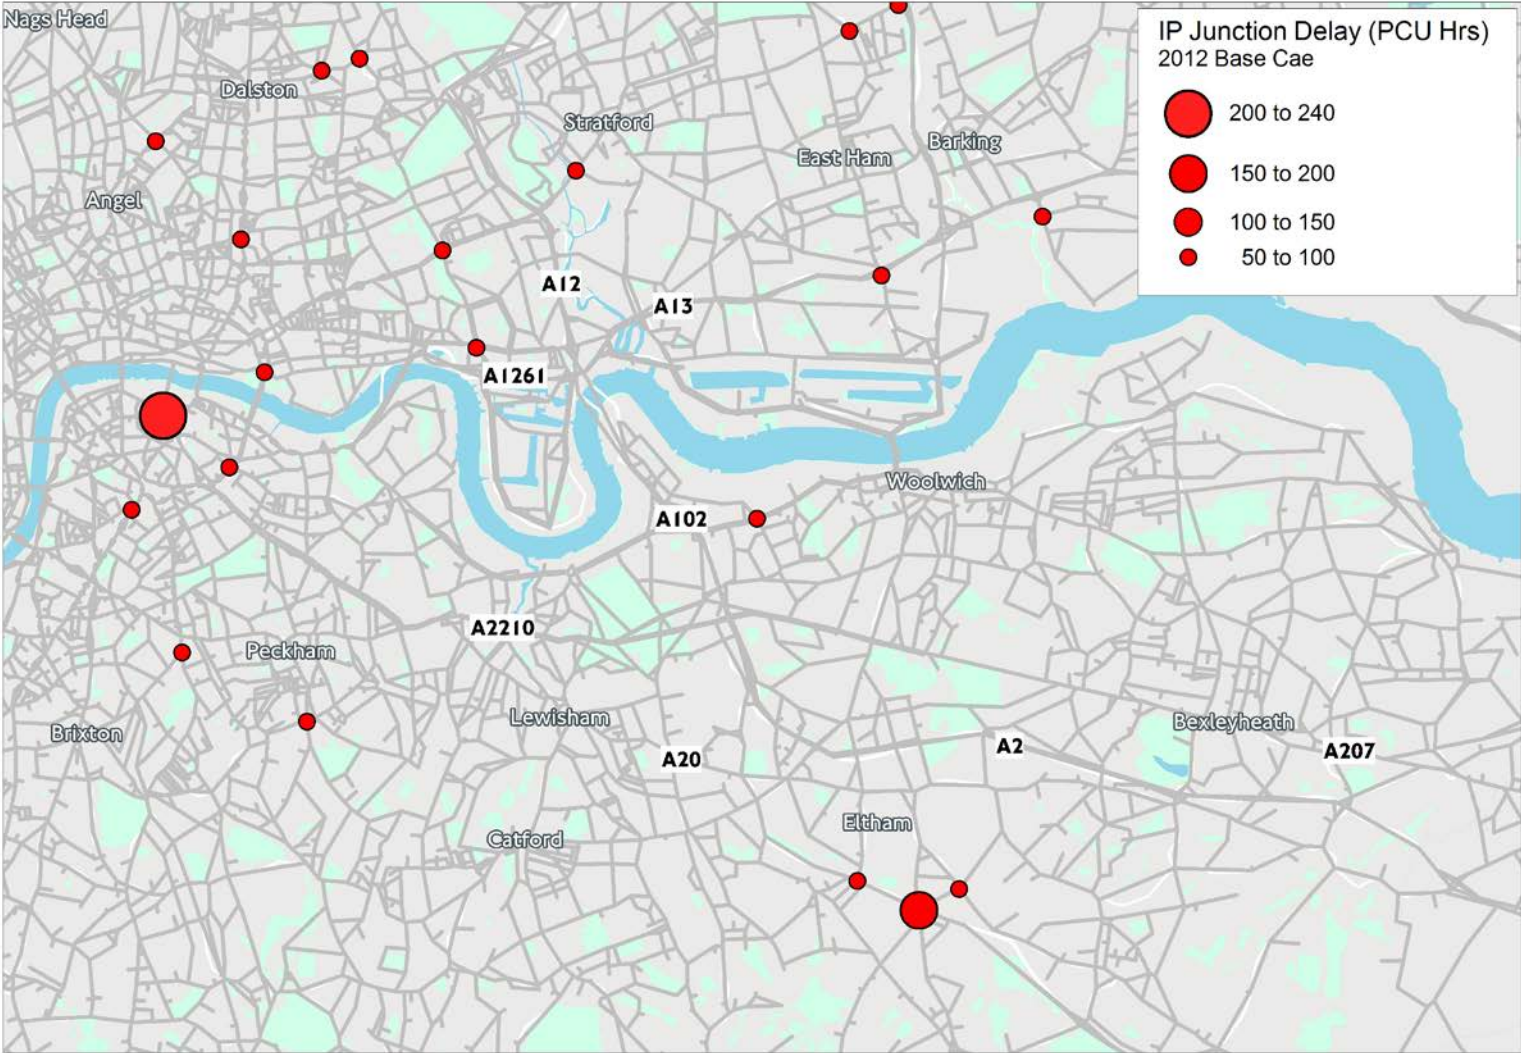 Nags Head
IP Junction Delay (PCU Hrs)
2012 Base Cae
200 to 240
150 to 200
100 to 150
50 to 100
Dalston
Stratford
Barking
East Ham
Angel
A12
A13
A1261
Woolwich
A102
A2210
Peckham
Lewisham
Bexleyheath
Brixton
A2
A207
A20
Eltham
Catford